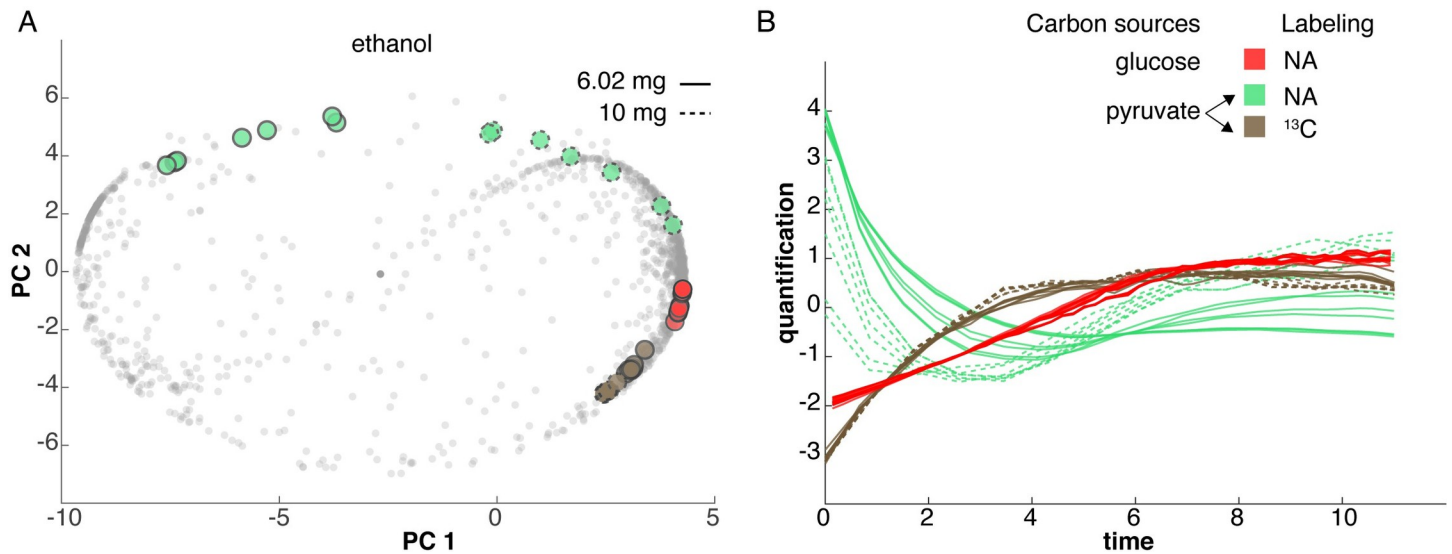 A
ethanol
6.02 mg
10 mg
PC 2
6
4
2
0
-2
-4
-6
-10
-5
0
5
PC 1
B
Carbon sources
Labeling
glucose
NA
pyruvate
NA
¹³C
quantification
4
3
2
1
0
-1
-2
-3
0
2
4
6
8
10
time